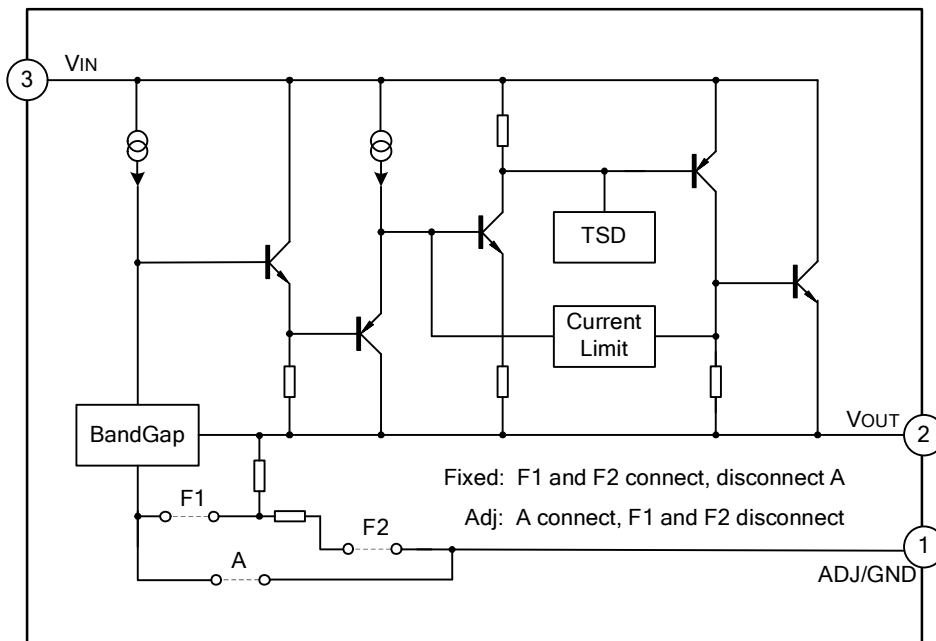 3
VIN
TSD
Current
Limit
BandGap
VOUT
2
Fixed: F1 and F2 connect, disconnect A
F1
Adj: A connect, F1 and F2 disconnect
F2
1
A
ADJ/GND